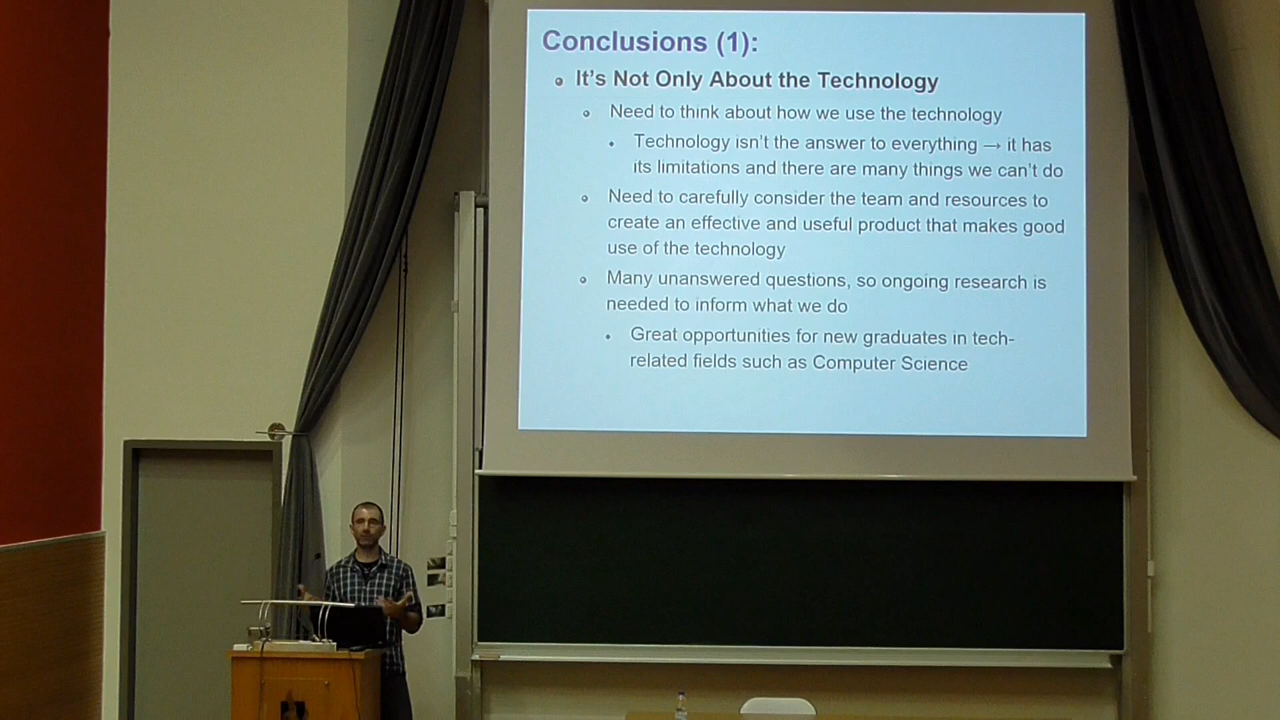 Conclusions (1):
It's Not Only About the Technology
Need to think about how we use the technology
Technology isn't the answer to everything → it has
its limitations and there are many things we can't do
Need to carefully consider the team and resources to
create an effective and useful product that makes good
use of the technology
Many unanswered questions, so ongoing research is
needed to inform what we do
Great opportunities for new graduates in tech-
related fields such as Computer Science